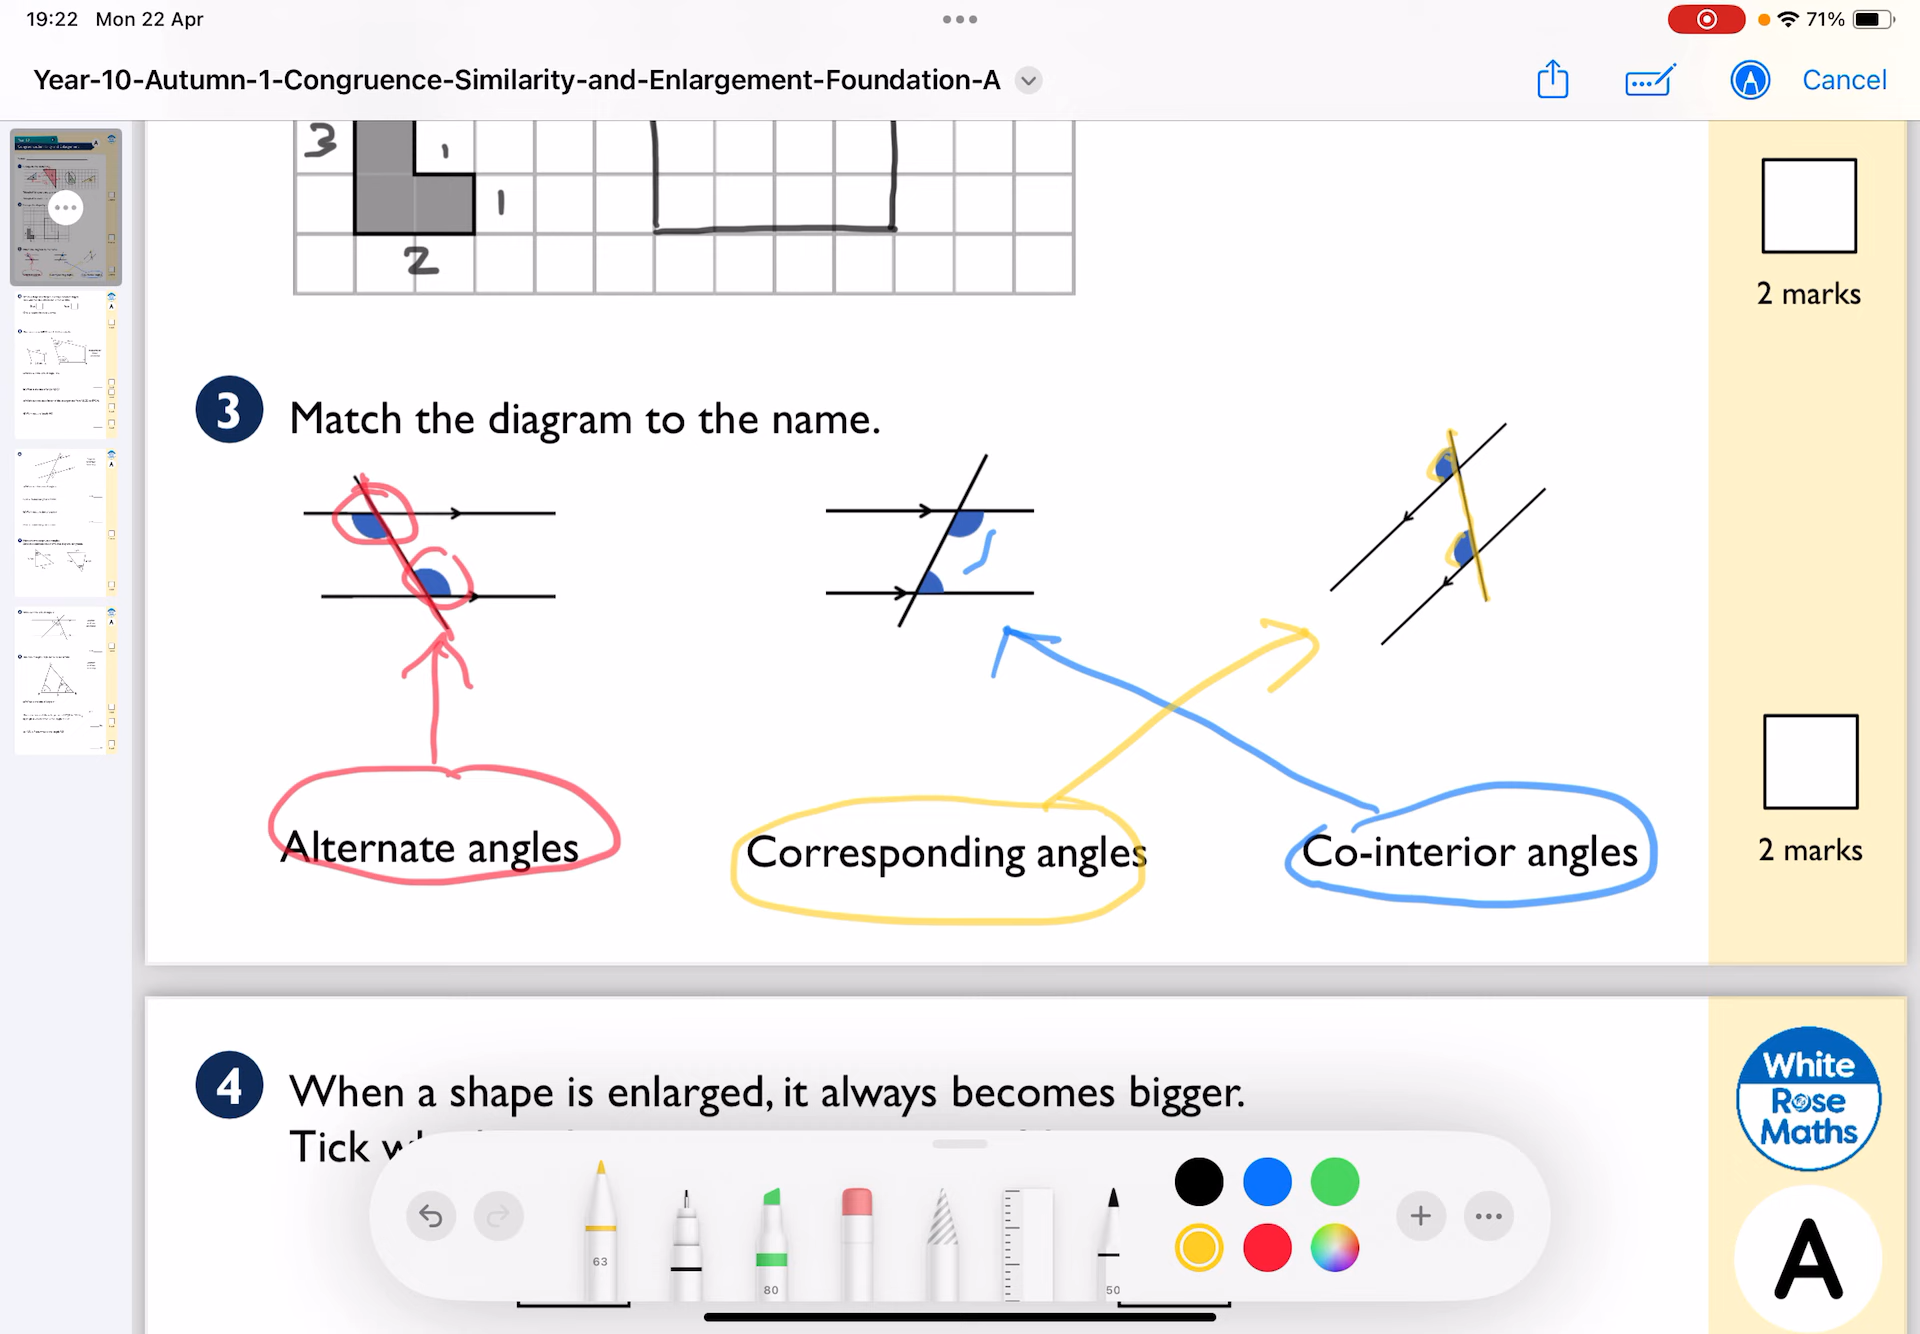 19:22 Mon 22 Apr
71%
Year-10-Autumn-1-Congruence-Similarity-and-Enlargement-Foundation-A
Cancel
3
1
1
2
2 marks
3 Match the diagram to the name.
Alternate angles
Corresponding angles
Co-interior angles
2 marks
4 When a shape is enlarged, it always becomes bigger.
Tick
White
Rose
Maths
A
63
80
50